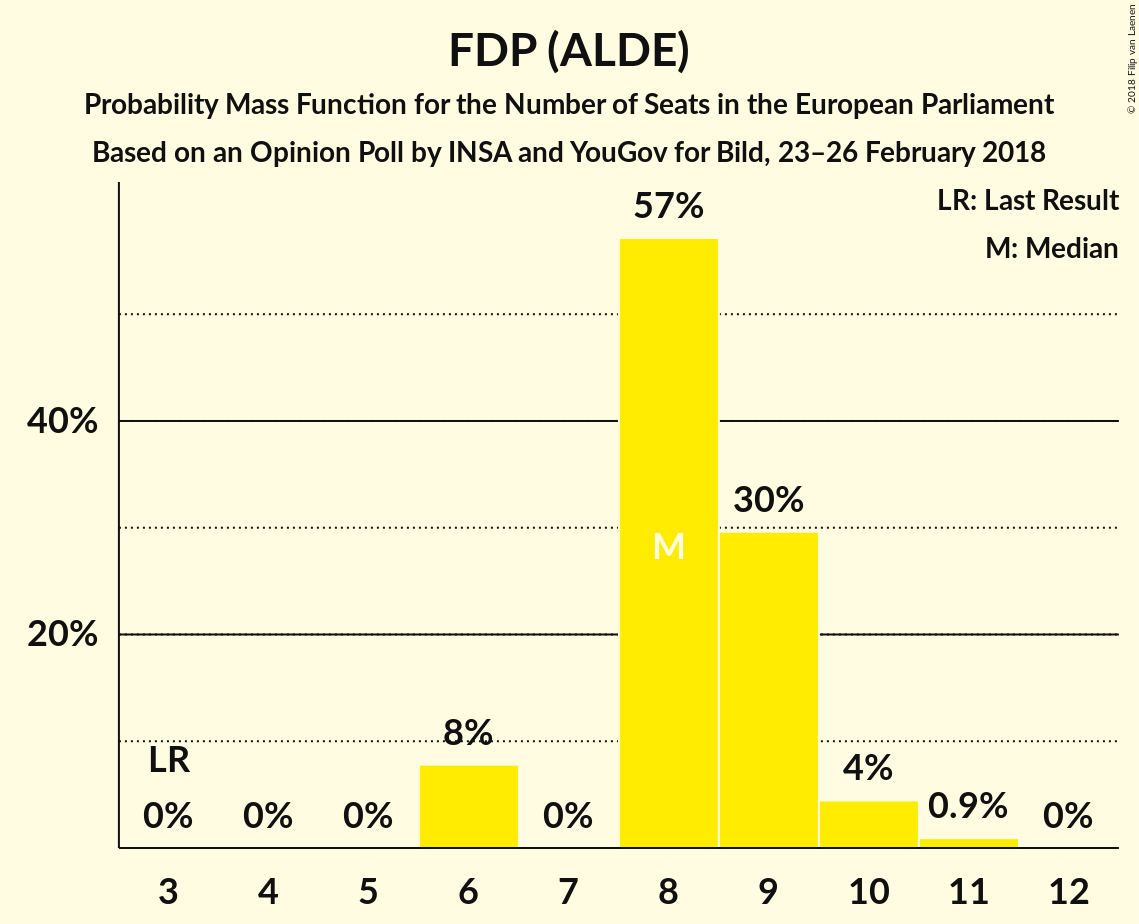 FDP (ALDE)
Probability Mass Function for the Number of Seats in the European Parliament
Based on an Opinion Poll by INSA and YouGov for Bild, 23–26 February 2018
© 2018 Filip van Laenen
LR: Last Result
M: Median
57%
40%
30%
M
20%
8%
LR
4%
0.9%
0% 0% 0% 0% 0%
3 4 5 6 7 8 9 10 11 12